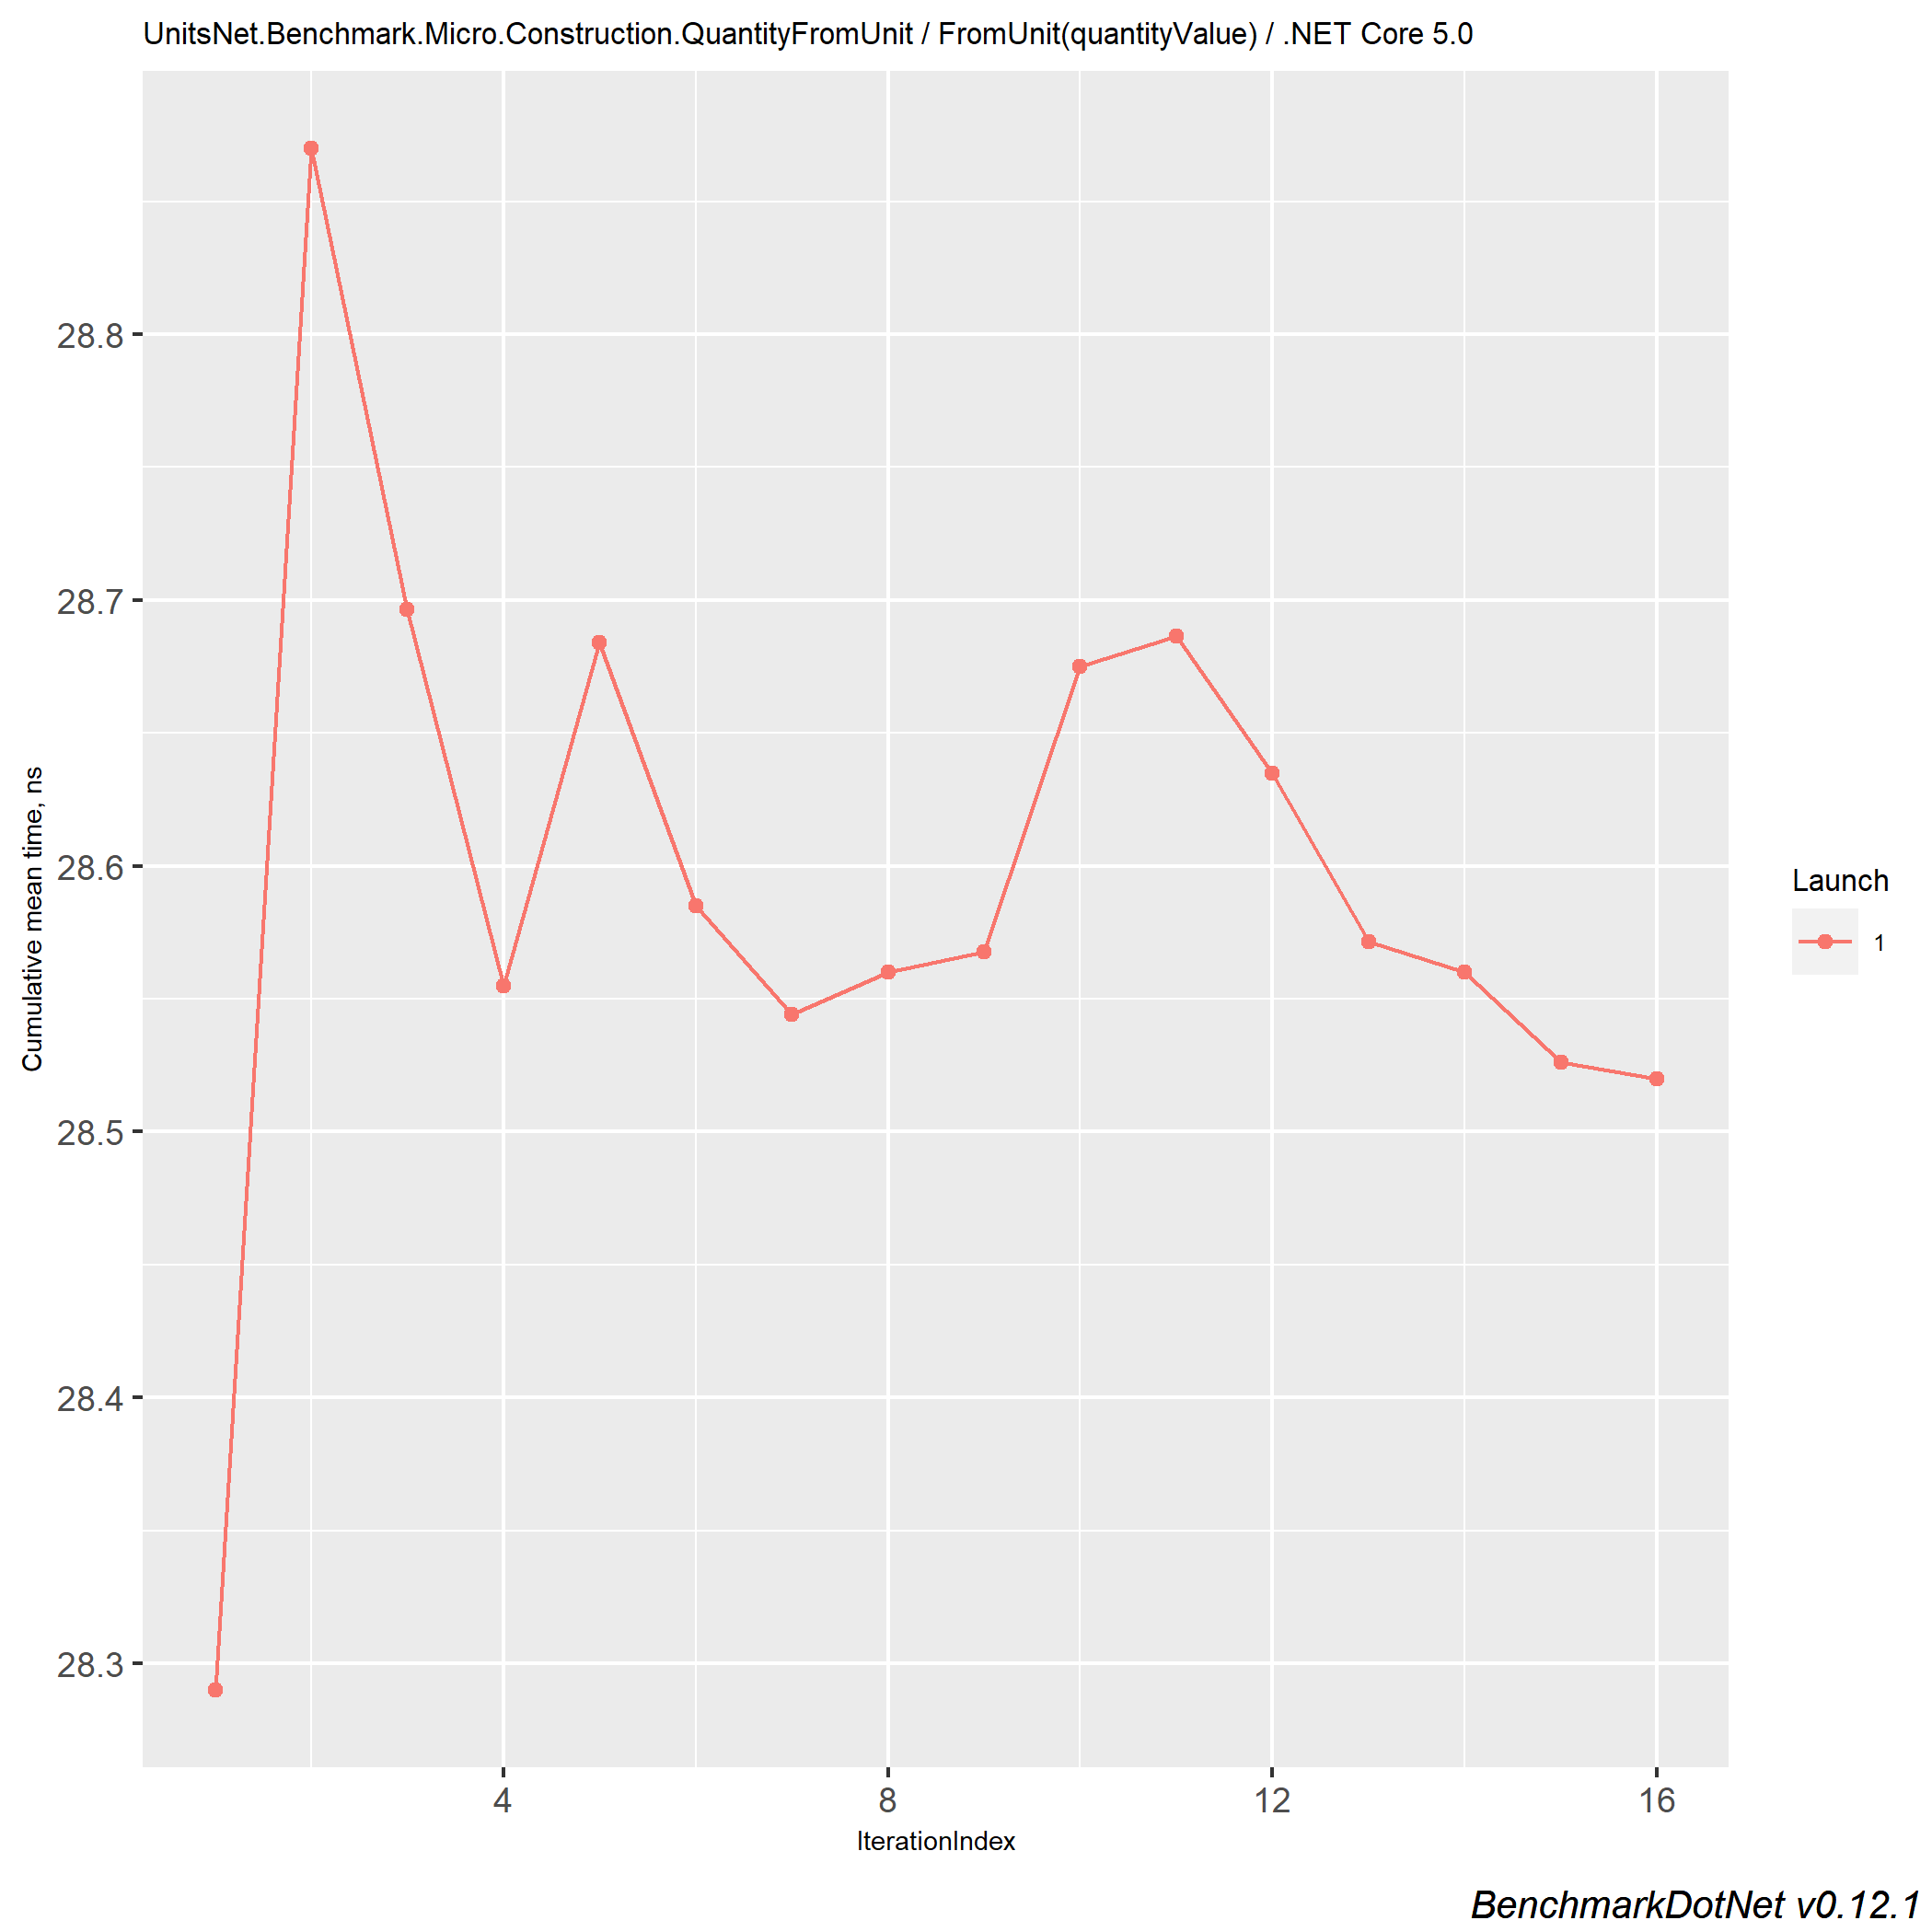 UnitsNet.Benchmark.Micro.Construction.QuantityFromUnit / FromUnit(quantityValue) / .NET Core 5.0
Cumulative mean time, ns
28.8
28.7
28.6
28.5
28.4
28.3
4 8 12 16
IterationIndex
Launch
1
BenchmarkDotNet v0.12.1